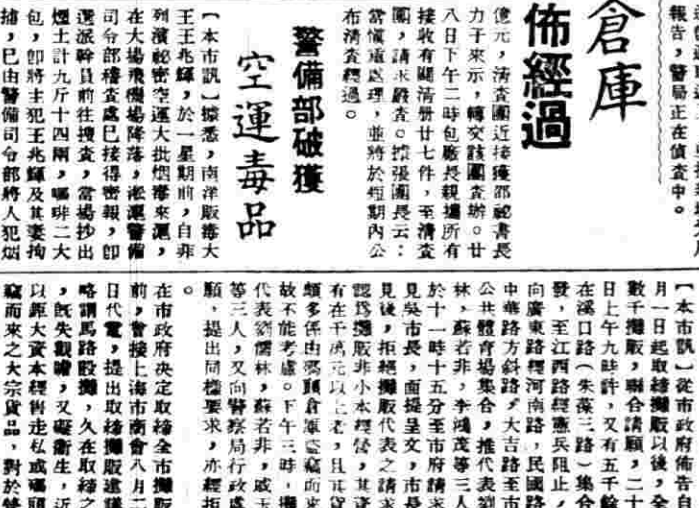 報告，警局正在偵查中。
倉庫
佈經過
億元，清查團近接獲邵祕書長
力子來示，轉交該團查辦。廿
八日下午二時包廠長親攜所有
接收有關清冊廿七件，至清查
團，請求嚴查。據張團長云：
當愼重處理，並將於短期內公
布清查經過。
警備部破獲
空運毒品
【本市訊】據悉，南洋販毒大
王王兆輝，於一星期前，自非
列濱祕密空運大批烟毒來滬，
在大場飛機場降落，淞滬警備
司令部稽查處已接得密報，卽
選派幹員前往搜查，當場抄出
煙土計九斤十四兩，嗎啡二大
包，卽將主犯王兆輝及其妻拘
捕，已由警備司令部將人犯烟
【本市訊】從市政府佈告自
月一日起取締攤販以後，全
數千攤販，聯合請願，二十
日上午九時許，又有五千餘
在溪口路（朱葆三路）集合
發，至江西路經憲兵阻止，
向廣東路經河南路，民國路
中華路方斜路，大吉路至市
公共體育場集合，推代表劉
林，蘇若非，李鴻茂等三人
於十一時十五分至市府請求
見吳市長，面提呈文，市長
見後，拒絕攤販代表之請求
認爲攤販非小本經營，其資
有在千萬元以上者，且其貨
頗多係由碼頭倉庫盜竊而來
故不能考慮。下午三時，攤
代表劉儒林，蘇若非，戚玉
等三人，又向警察局行政處
願，提出同樣要求，亦經拒
。
在市政府決定取締全市攤販
前，曾接上海市商會八月二
日代電，提出取締攤販建議
略謂馬路設攤，久在取締之
，旣失觀瞻，又礙衞生，近
以鉅大資本經售走私或碼頭
竊而來之大宗貨品，對於